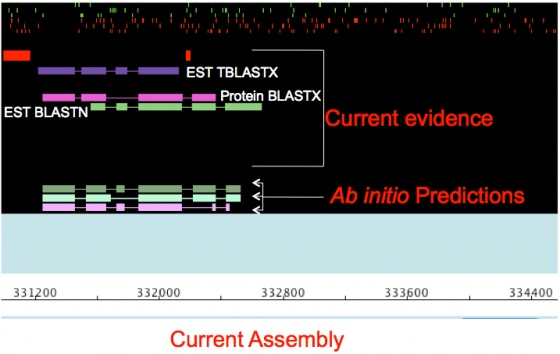 EST TBLASTX
Protein BLASTX
EST BLASTN
Current evidence
Ab initio Predictions
331200 332000 332800 333600 334400
Current Assembly